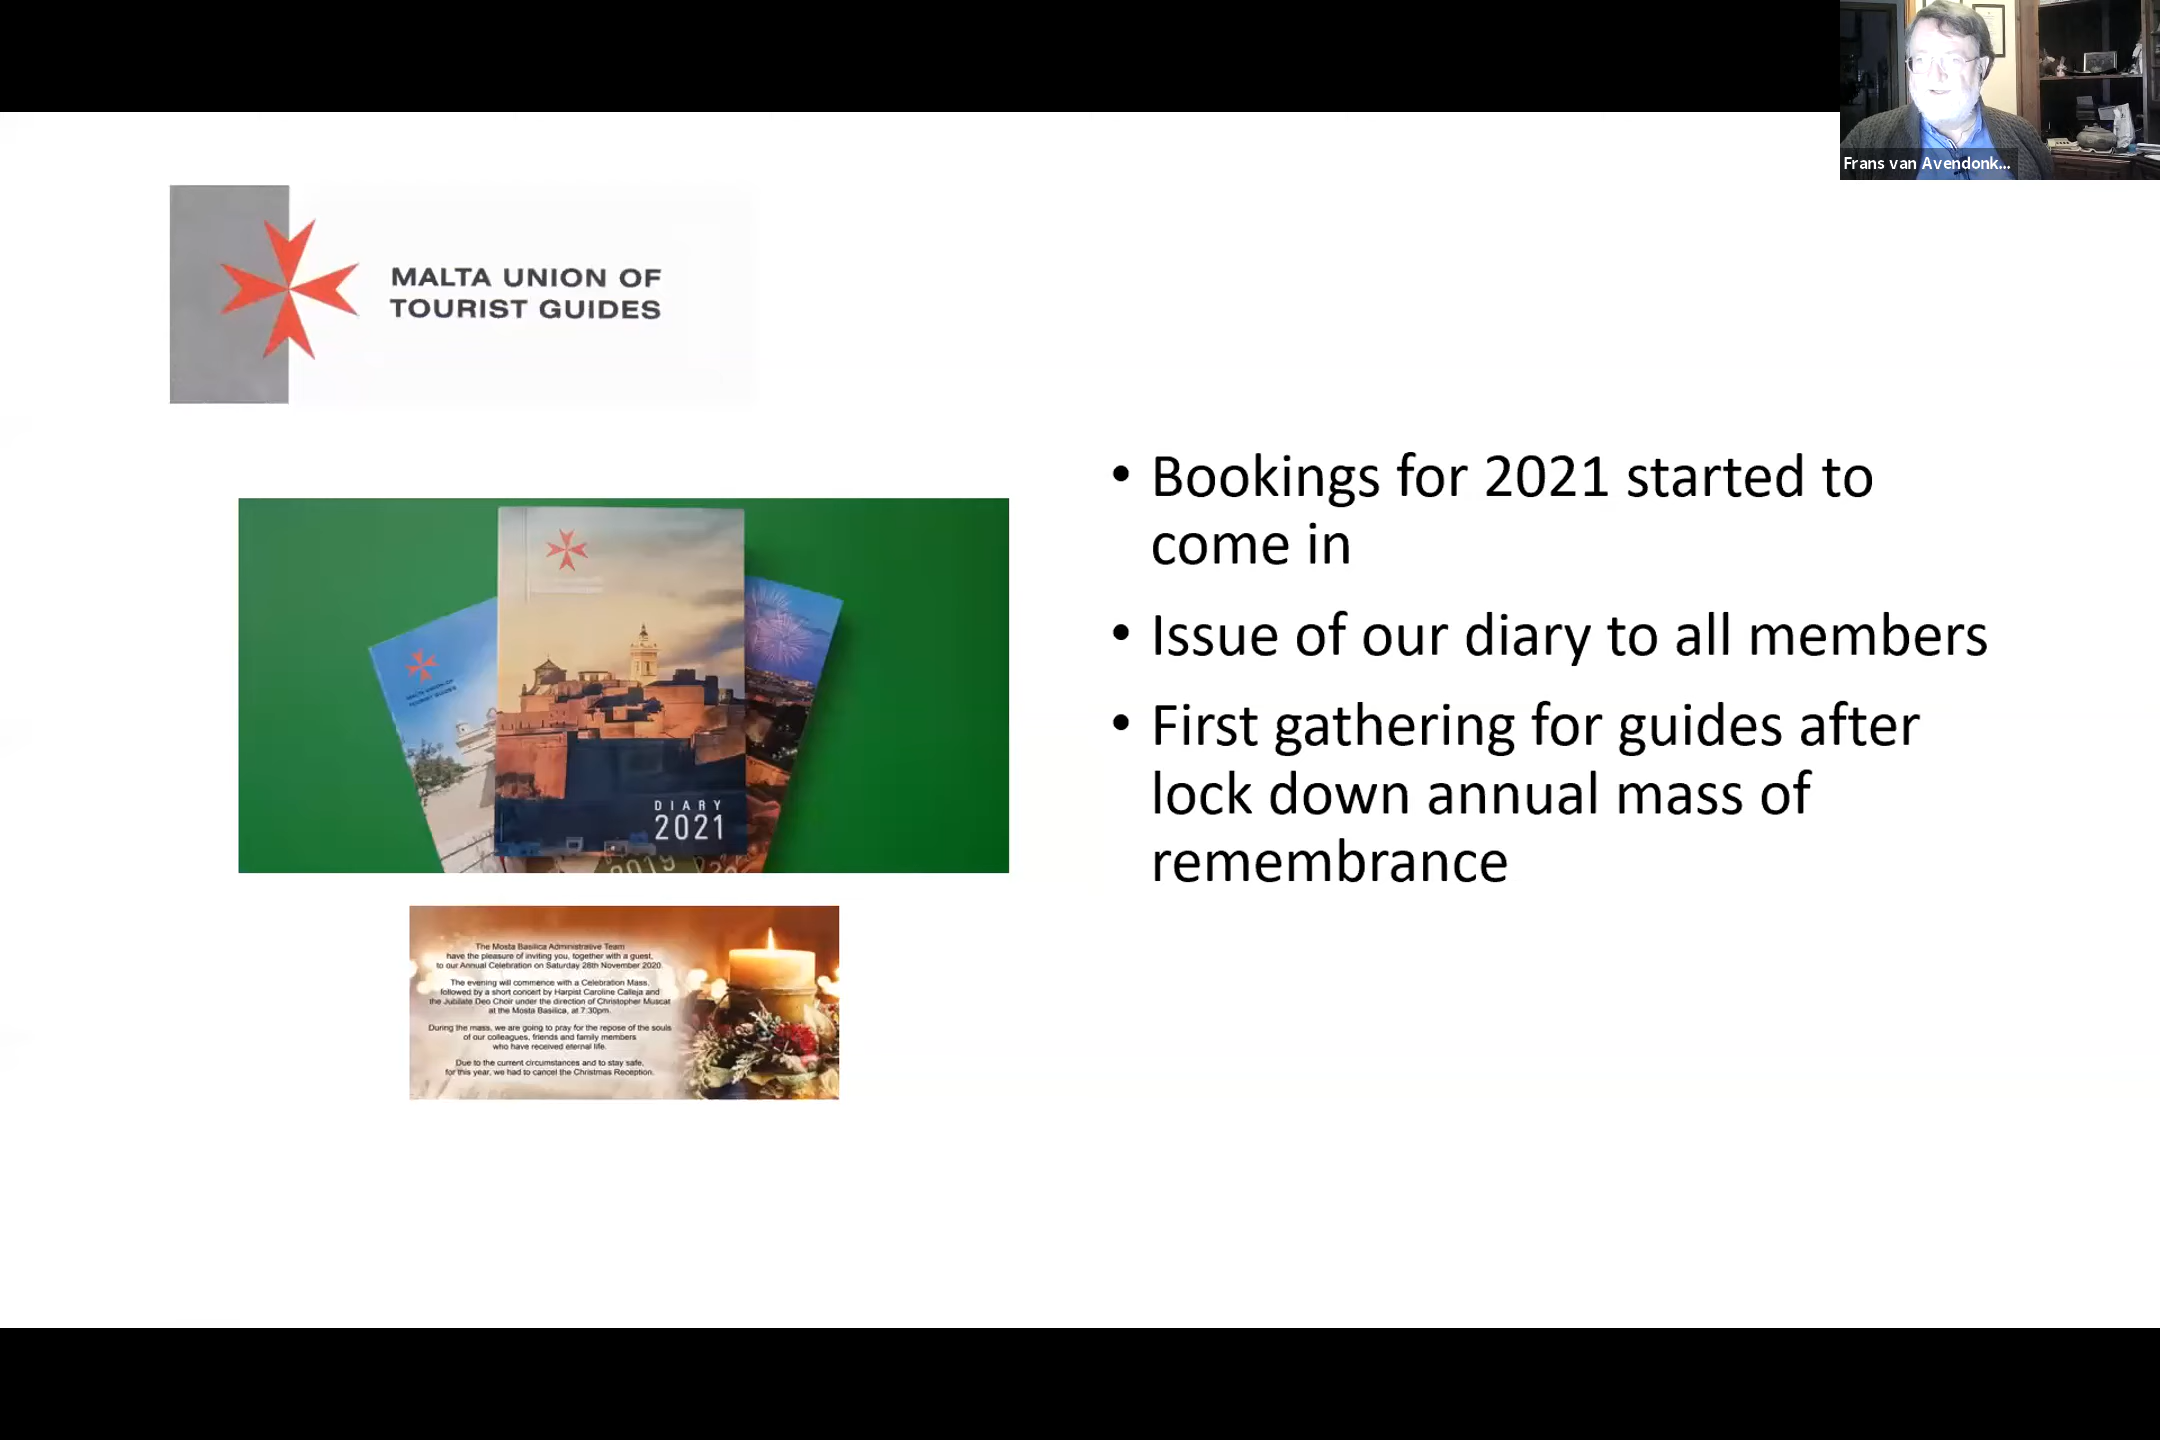 Frans van Avendonk...
MALTA UNION OF
TOURIST GUIDES
Bookings for 2021 started to
come in
Issue of our diary to all members
First gathering for guides after
lock down annual mass of
remembrance
MALTA UNION OF
TOURIST GUIDES
DIARY
2021
2019
The Mosta Basilica Administrative Team
have the pleasure of inviting you, together with a guest,
to our Annual Celebration on Saturday 28th November 2020.
The evening will commence with a Celebration Mass,
followed by a short concert by Harpist Caroline Calleja and
the Jubilate Deo Choir under the direction of Christopher Muscat
at the Mosta Basilica, at 7:30pm.
During the mass, we are going to pray for the repose of the souls
of our colleagues, friends and family members
who have received eternal life.
Due to the current circumstances and to stay safe,
for this year, we had to cancel the Christmas Reception.